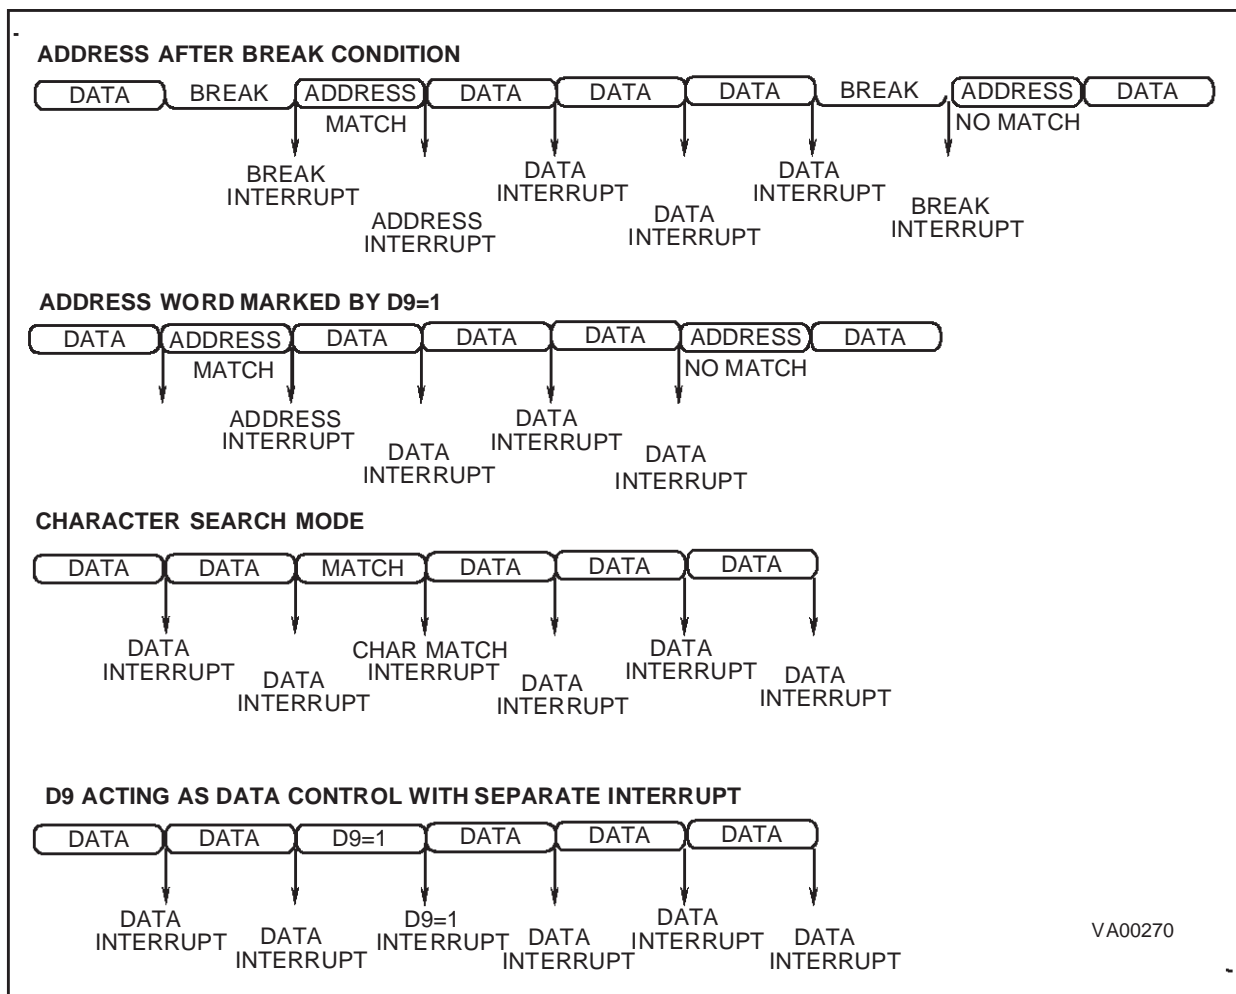 ADDRESS AFTER BREAK CONDITION
DATA BREAK ADDRESS DATA DATA DATA BREAK ADDRESS DATA
MATCH NO MATCH
BREAK INTERRUPT
ADDRESS INTERRUPT
DATA INTERRUPT
DATA INTERRUPT
DATA INTERRUPT
BREAK INTERRUPT
ADDRESS WORD MARKED BY D9=1
DATA ADDRESS DATA DATA DATA ADDRESS DATA
MATCH NO MATCH
ADDRESS INTERRUPT
DATA INTERRUPT
DATA INTERRUPT
DATA INTERRUPT
CHARACTER SEARCH MODE
DATA DATA MATCH DATA DATA DATA
DATA INTERRUPT
DATA INTERRUPT
CHAR MATCH INTERRUPT
DATA INTERRUPT
DATA INTERRUPT
DATA INTERRUPT
D9 ACTING AS DATA CONTROL WITH SEPARATE INTERRUPT
DATA DATA D9=1 DATA DATA DATA
DATA INTERRUPT
DATA INTERRUPT
D9=1 INTERRUPT
DATA INTERRUPT
DATA INTERRUPT
DATA INTERRUPT
VA00270